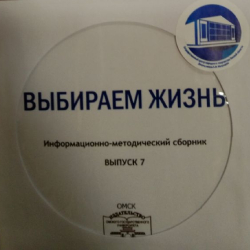 ВЫБИРАЕМ ЖИЗНЬ
Информационно-методический сборник
ВЫПУСК 7
ОМСК
ИЗДАТЕЛЬСТВО